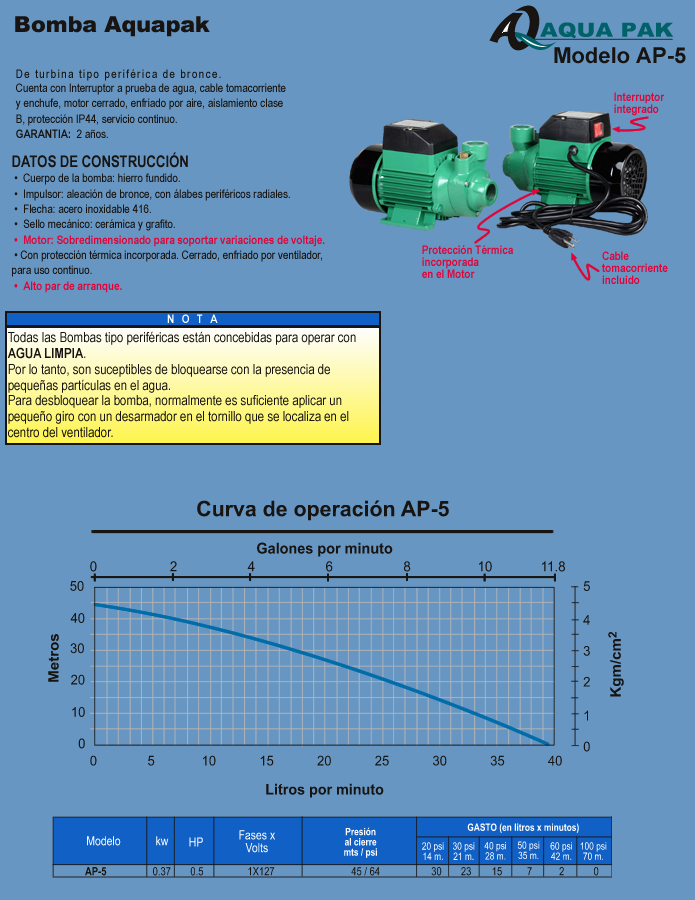 Bomba Aquapak
AQUA PAK
Modelo AP-5
De turbina tipo periférica de bronce.
Cuenta con Interruptor a prueba de agua, cable tomacorriente
y enchufe, motor cerrado, enfriado por aire, aislamiento clase
B, protección IP44, servicio continuo.
GARANTIA: 2 años.
DATOS DE CONSTRUCCIÓN
• Cuerpo de la bomba: hierro fundido.
• Impulsor: aleación de bronce, con álabes periféricos radiales.
• Flecha: acero inoxidable 416.
• Sello mecánico: cerámica y grafito.
• Motor: Sobredimensionado para soportar variaciones de voltaje.
• Con protección térmica incorporada. Cerrado, enfriado por ventilador,
para uso continuo.
• Alto par de arranque.
Interruptor
integrado
Protección Térmica
incorporada
en el Motor
Cable
tomacorriente
incluido
NOTA
Todas las Bombas tipo periféricas están concebidas para operar con
AGUA LIMPIA.
Por lo tanto, son suceptibles de bloquearse con la presencia de
pequeñas partículas en el agua.
Para desbloquear la bomba, normalmente es suficiente aplicar un
pequeño giro con un desarmador en el tornillo que se localiza en el
centro del ventilador.
Curva de operación AP-5
Galones por minuto
0 2 4 6 8 10 11.8
50 40 30 20 10 0
Metros
5 4 3 2 1 0
Kgm/cm2
0 5 10 15 20 25 30 35 40
Litros por minuto
Modelo kw HP Fases x Volts Presión al cierre mts / psi GASTO (en litros x minutos)
20 psi 30 psi 40 psi 50 psi 60 psi 100 psi
14 m. 21 m. 28 m. 35 m. 42 m. 70 m.
AP-5 0.37 0.5 1X127 45 / 64 30 23 15 7 2 0